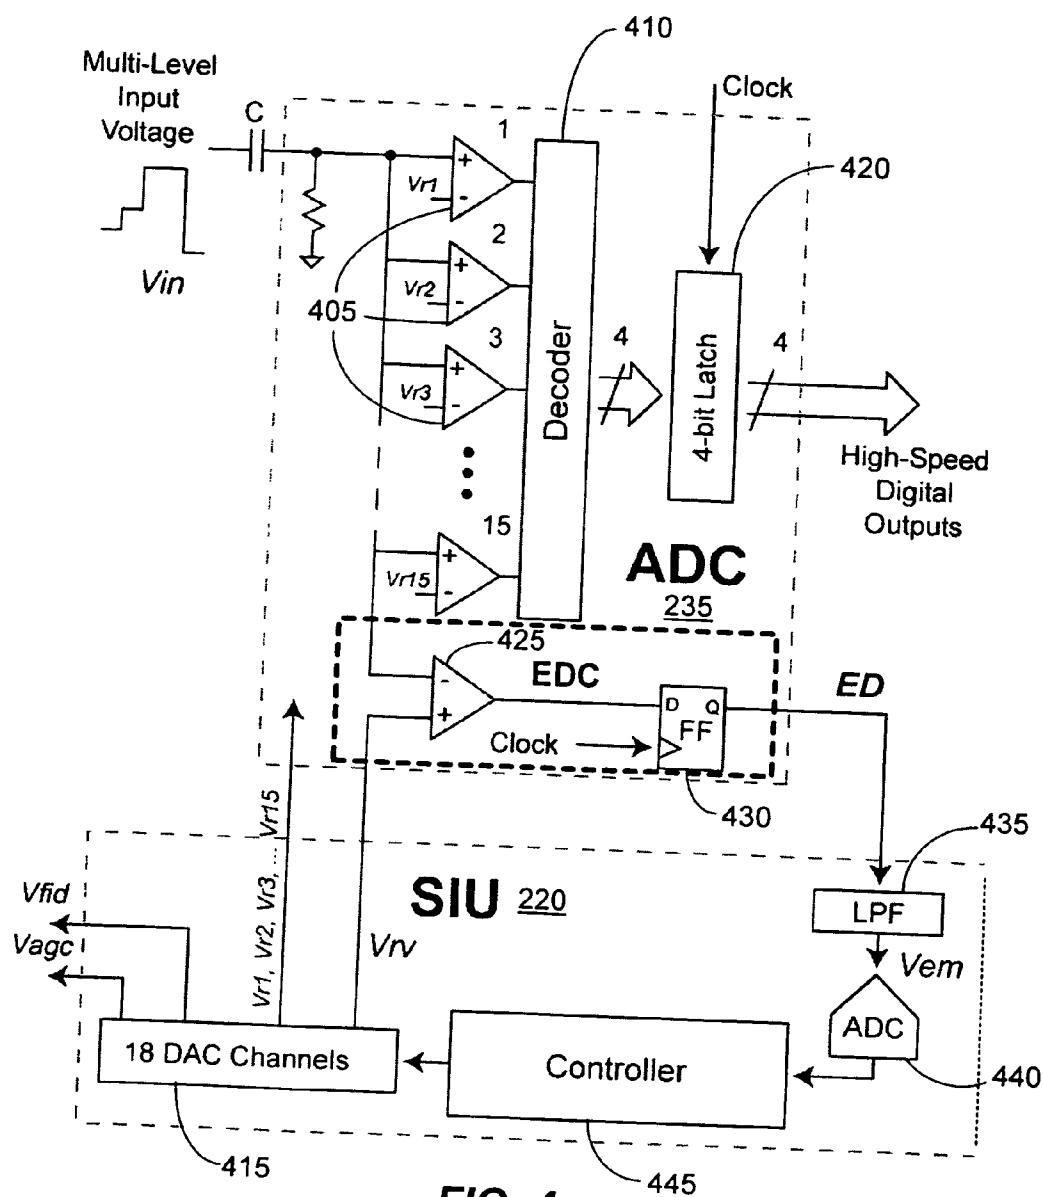 410
Multi-Level
Input
Voltage
C
Clock
1
+
-
Vr1
420
Vin
2
+
-
Vr2
405
3
+
-
Vr3
Decoder
4
4-bit Latch
4
High-Speed
Digital
Outputs
15
+
-
Vr15
ADC
235
425
EDC
-
+
D Q
FF
Clock
430
ED
Vr1, Vr2, Vr3, ... Vr15
435
SIU 220
LPF
Vfid
Vagc
Vrv
Vem
ADC
18 DAC Channels
Controller
440
415
445